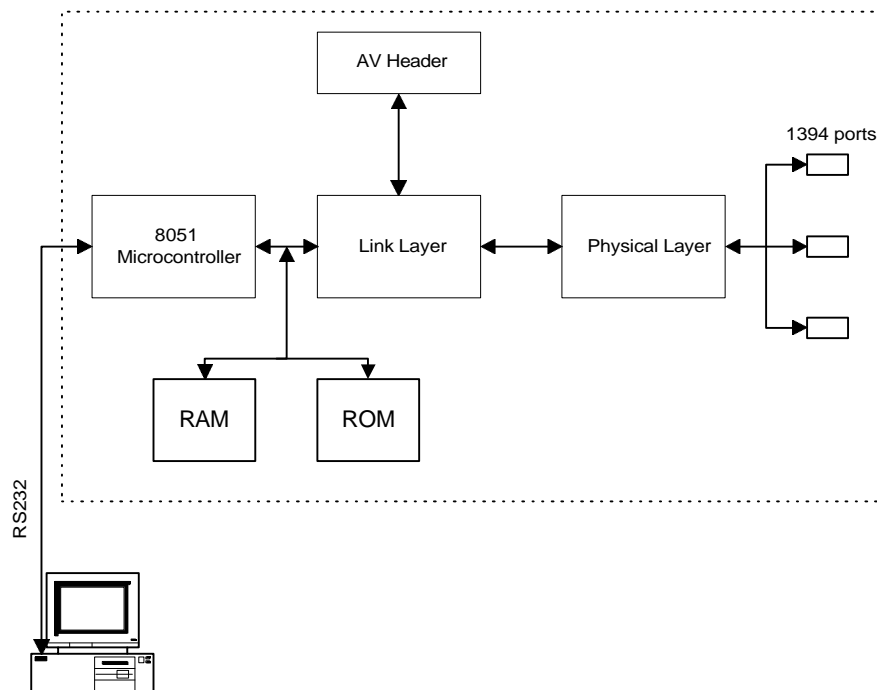 AV Header
1394 ports
8051
Microcontroller
Link Layer
Physical Layer
RAM
ROM
RS232